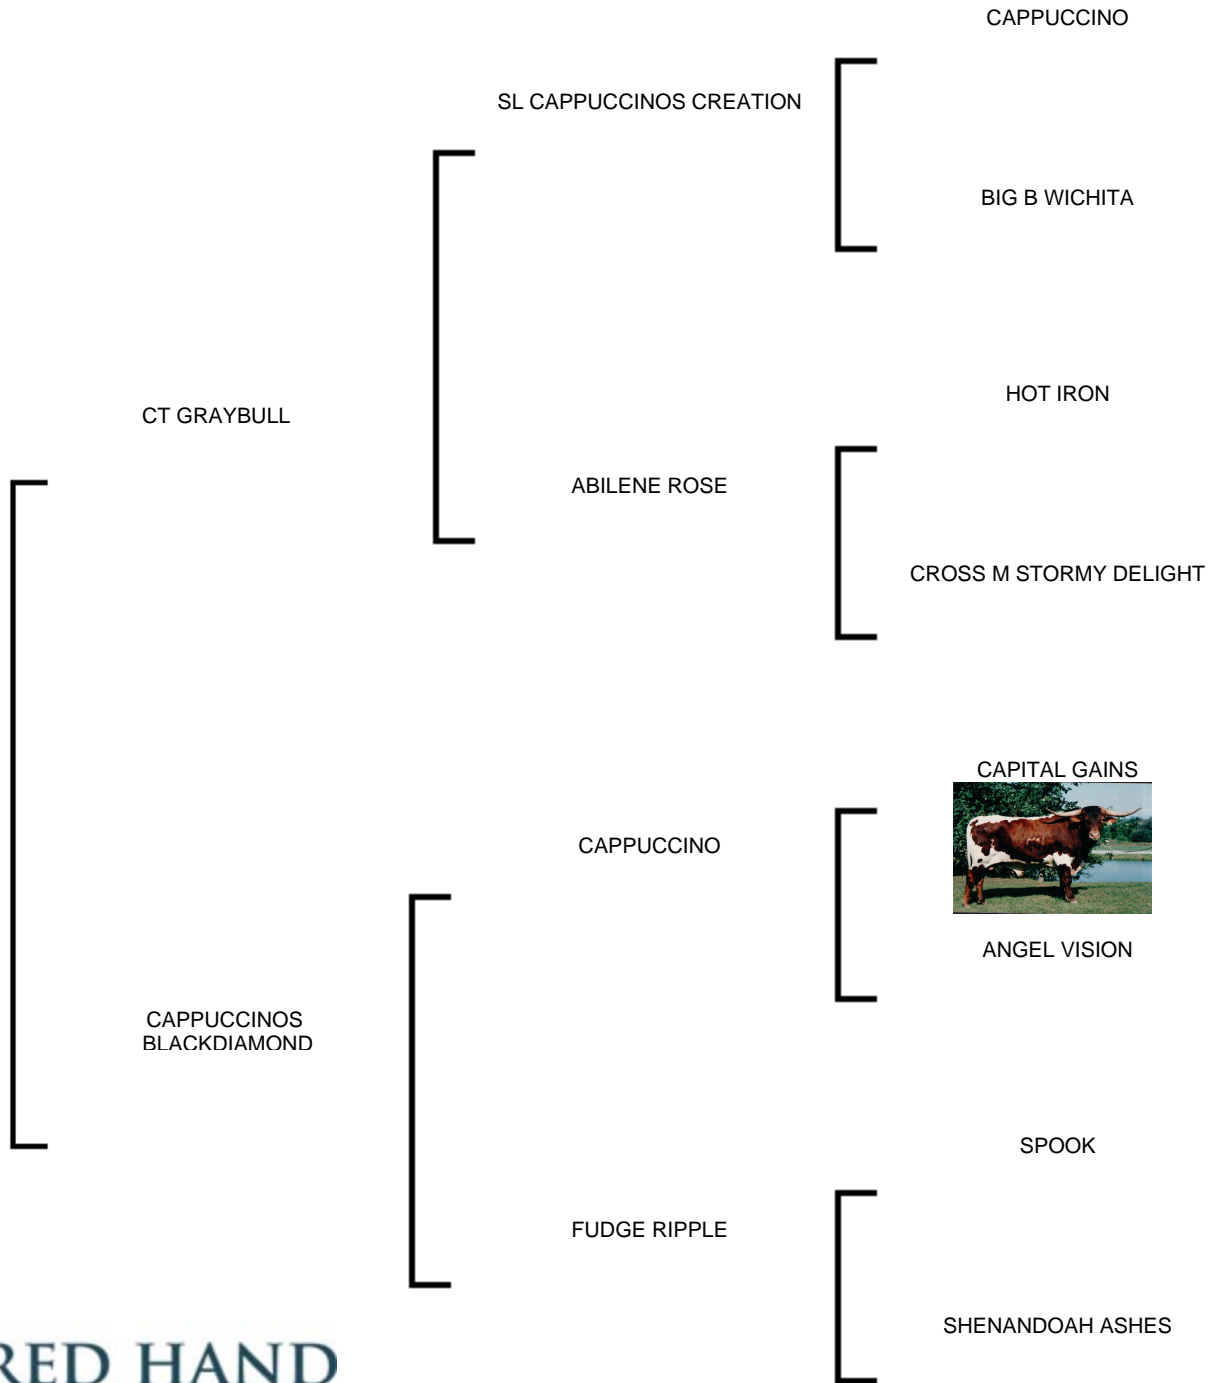 CAPPUCCINO
SL CAPPUCCINOS CREATION
BIG B WICHITA
HOT IRON
CT GRAYBULL
ABILENE ROSE
CROSS M STORMY DELIGHT
CAPITAL GAINS
CAPPUCCINO
ANGEL VISION
CAPPUCCINOS
BLACKDIAMOND
SPOOK
FUDGE RIPPLE
SHENANDOAH ASHES
RED HAND